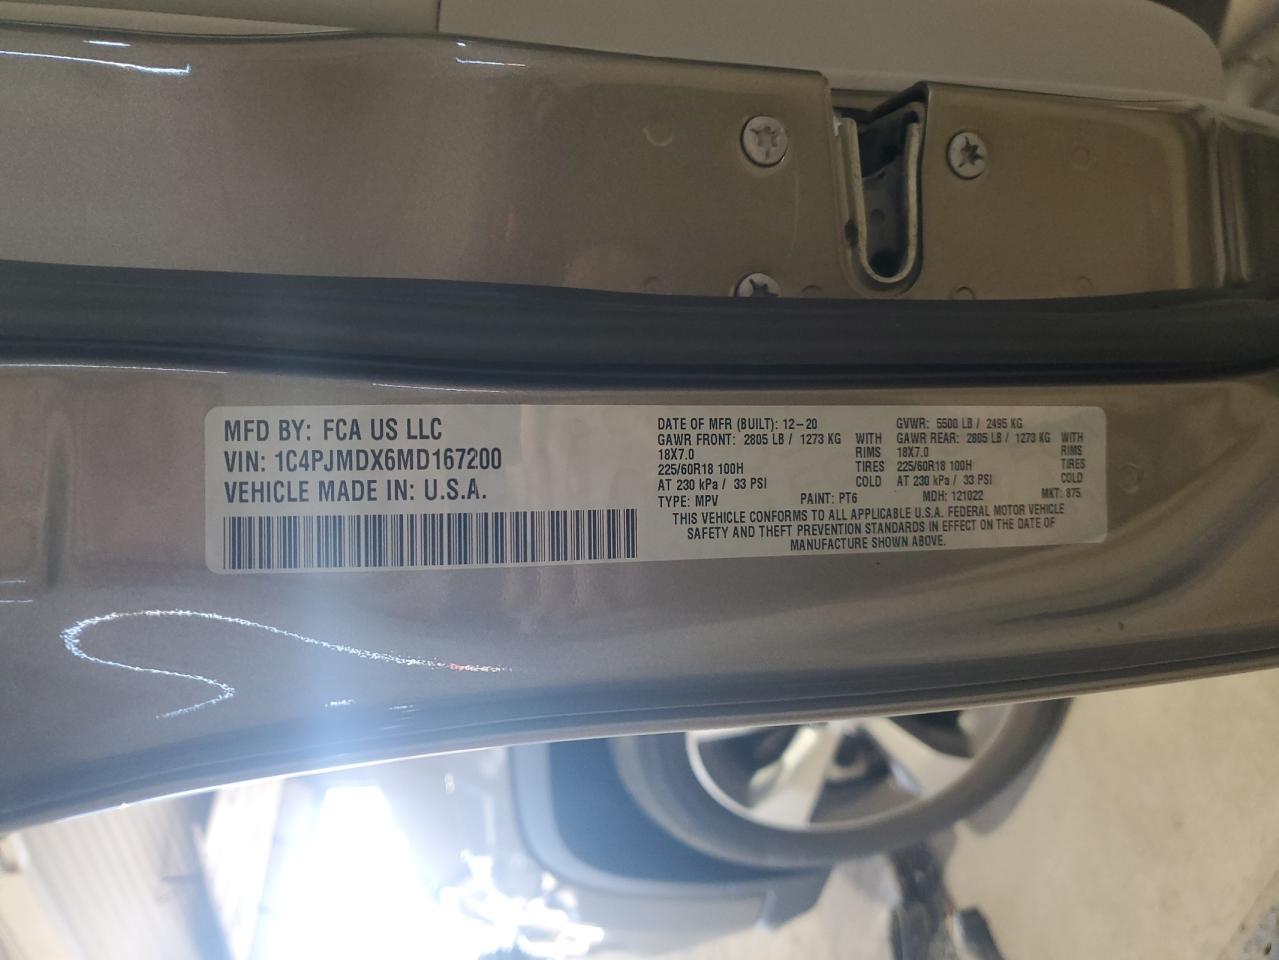 MFD BY: FCA US LLC
VIN: 1C4PJMDX6MD167200
VEHICLE MADE IN: U.S.A.
DATE OF MFR (BUILT): 12-20
GAWR FRONT: 2805 LB / 1273 KG WITH
18X7.0 RIMS
225/60R18 100H TIRES
AT 230 kPa / 33 PSI COLD
GVWR: 5500 LB / 2495 KG
GAWR REAR: 2805 LB / 1273 KG WITH
18X7.0 RIMS
225/60R18 100H TIRES
AT 230 kPa / 33 PSI COLD
TYPE: MPV PAINT: PT6 MDH: 121022 MKT: 875
THIS VEHICLE CONFORMS TO ALL APPLICABLE U.S.A. FEDERAL MOTOR VEHICLE
SAFETY AND THEFT PREVENTION STANDARDS IN EFFECT ON THE DATE OF
MANUFACTURE SHOWN ABOVE.